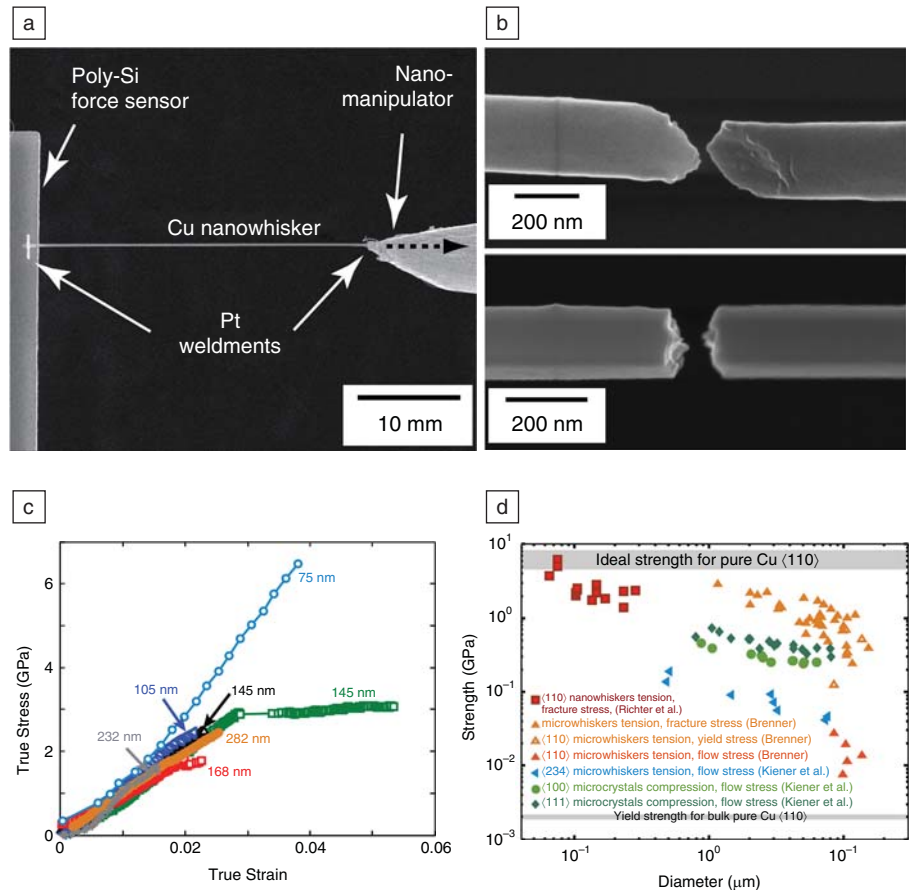 a
Poly-Si
force sensor
Nano-
manipulator
Cu nanowhisker
Pt
weldments
10 mm
b
200 nm
200 nm
c
True Stress (GPa)
6
4
2
0
75 nm
105 nm
145 nm
145 nm
232 nm
282 nm
168 nm
0
0.02
0.04
0.06
True Strain
d
Strength (GPa)
10¹
10⁰
10⁻¹
10⁻²
10⁻³
Ideal strength for pure Cu ⟨110⟩
⟨110⟩ nanowhiskers tension,
fracture stress, (Richter et al.)
microwhiskers tension, fracture stress (Brenner)
⟨110⟩ microwhiskers tension, yield stress (Brenner)
⟨110⟩ microwhiskers tension, flow stress (Brenner)
⟨234⟩ microwhiskers tension, flow stress (Kiener et al.)
⟨100⟩ microcrystals compression, flow stress (Kiener et al.)
⟨111⟩ microcrystals compression, flow stress (Kiener et al.)
Yield strength for bulk pure Cu ⟨110⟩
10⁻¹
10⁰
10⁻¹
Diameter (μm)